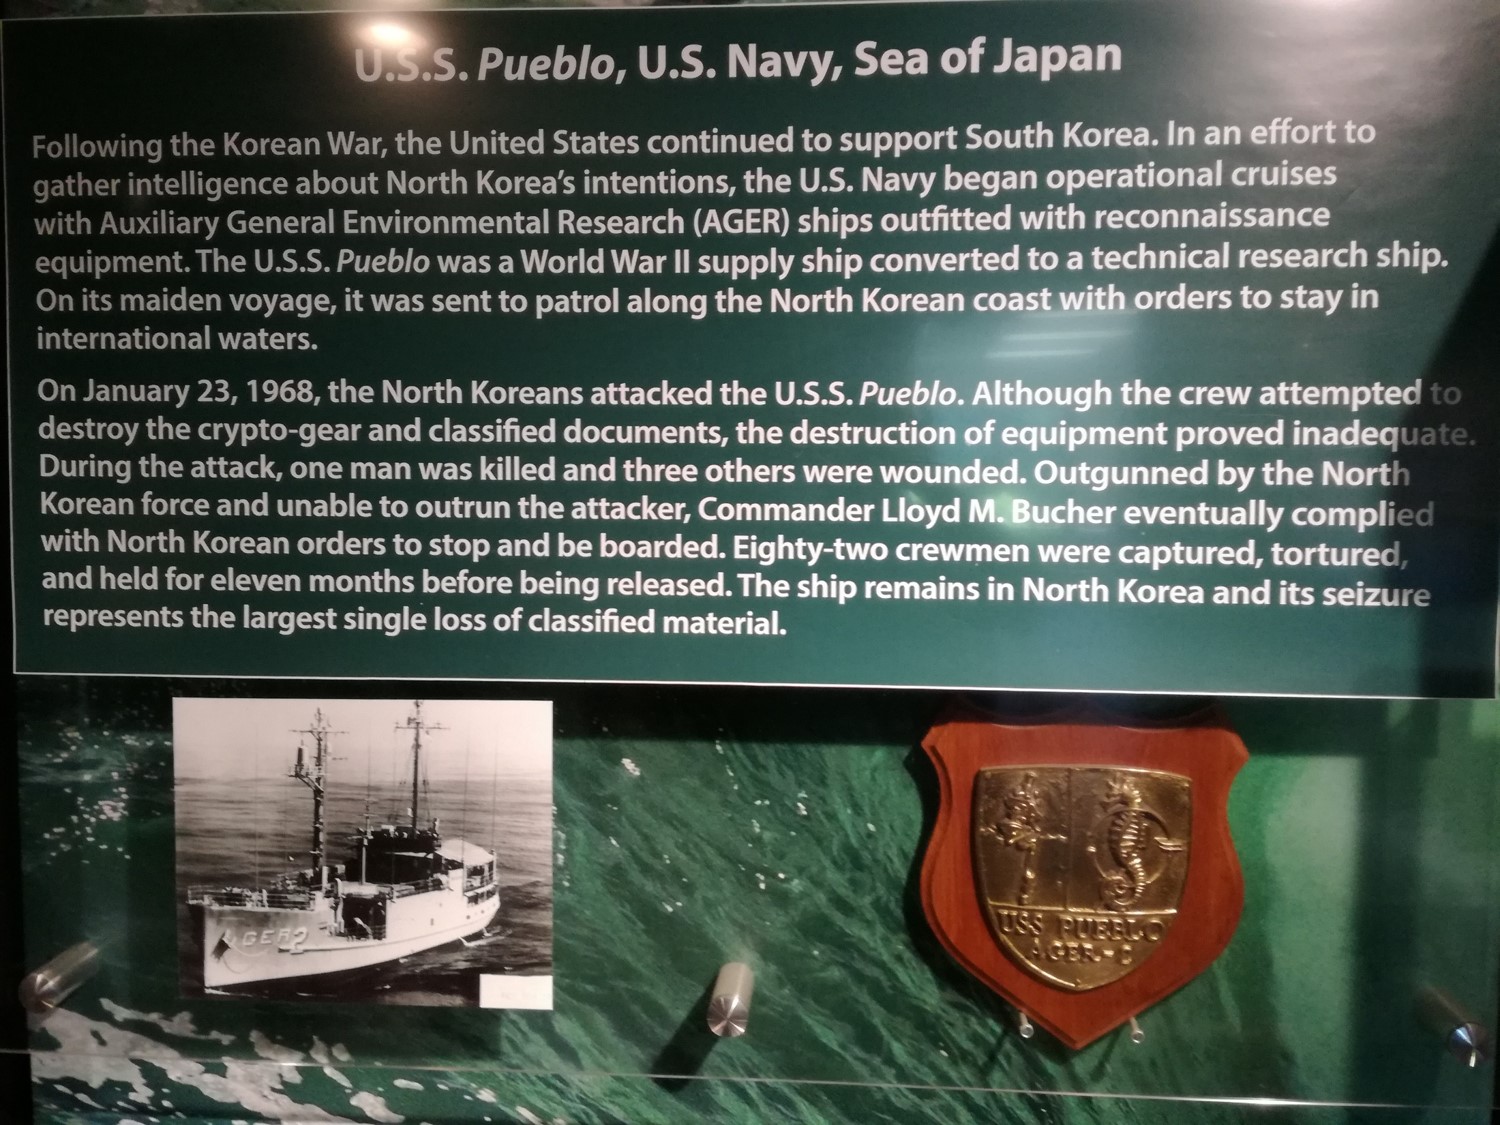 U.S.S. Pueblo, U.S. Navy, Sea of Japan
Following the Korean War, the United States continued to support South Korea. In an effort to
gather intelligence about North Korea's intentions, the U.S. Navy began operational cruises
with Auxiliary General Environmental Research (AGER) ships outfitted with reconnaissance
equipment. The U.S.S. Pueblo was a World War II supply ship converted to a technical research ship.
On its maiden voyage, it was sent to patrol along the North Korean coast with orders to stay in
international waters.
On January 23, 1968, the North Koreans attacked the U.S.S. Pueblo. Although the crew attempted to
destroy the crypto-gear and classified documents, the destruction of equipment proved inadequate.
During the attack, one man was killed and three others were wounded. Outgunned by the North
Korean force and unable to outrun the attacker, Commander Lloyd M. Bucher eventually complied
with North Korean orders to stop and be boarded. Eighty-two crewmen were captured, tortured,
and held for eleven months before being released. The ship remains in North Korea and its seizure
represents the largest single loss of classified material.
AGER2
USS PUEBLO